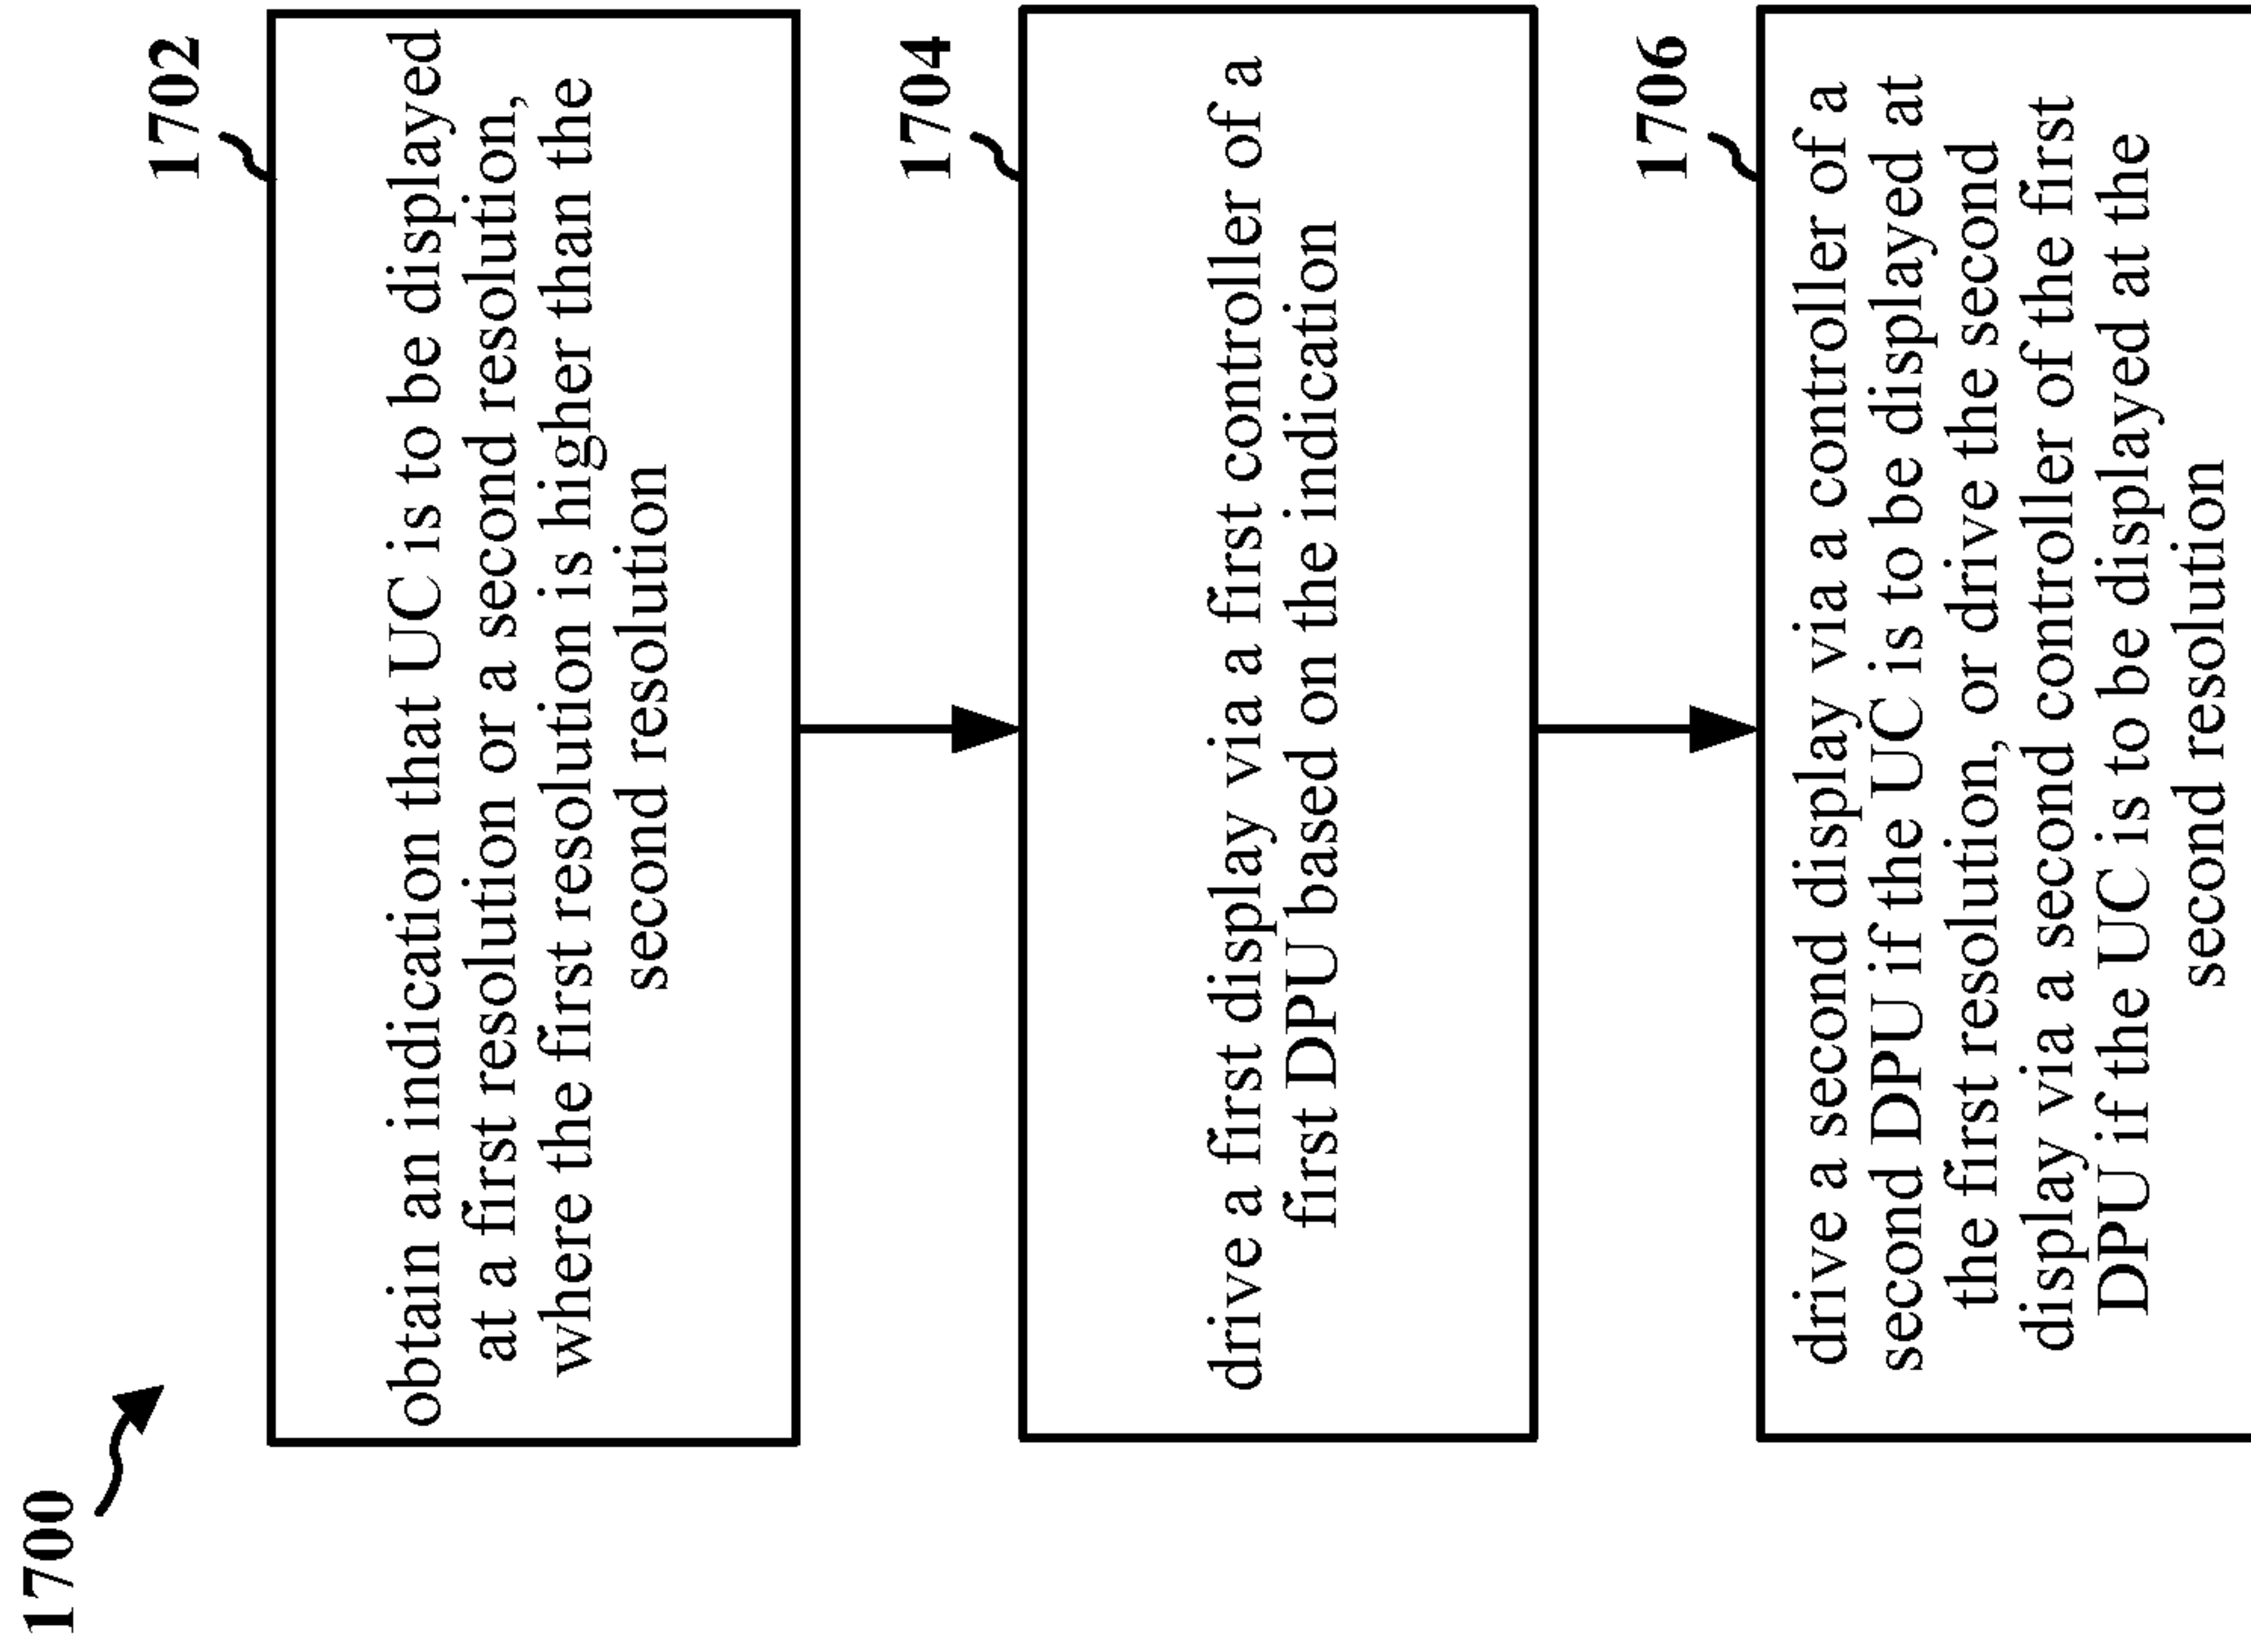 1700
1702
obtain an indication that UC is to be displayed
at a first resolution or a second resolution,
where the first resolution is higher than the
second resolution
1704
drive a first display via a first controller of a
first DPU based on the indication
1706
drive a second display via a controller of a
second DPU if the UC is to be displayed at
the first resolution, or drive the second
display via a second controller of the first
DPU if the UC is to be displayed at the
second resolution